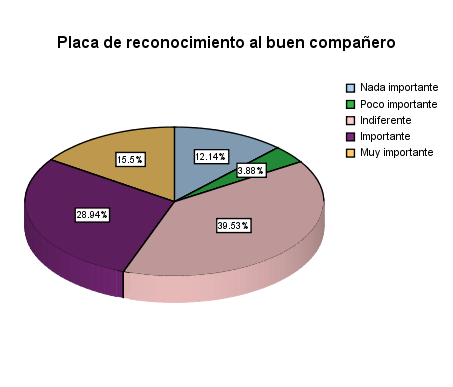 Placa de reconocimiento al buen compañero
Nada importante
Poco importante
Indiferente
Importante
Muy importante
15.5%
12.14%
3.88%
28.94%
39.53%